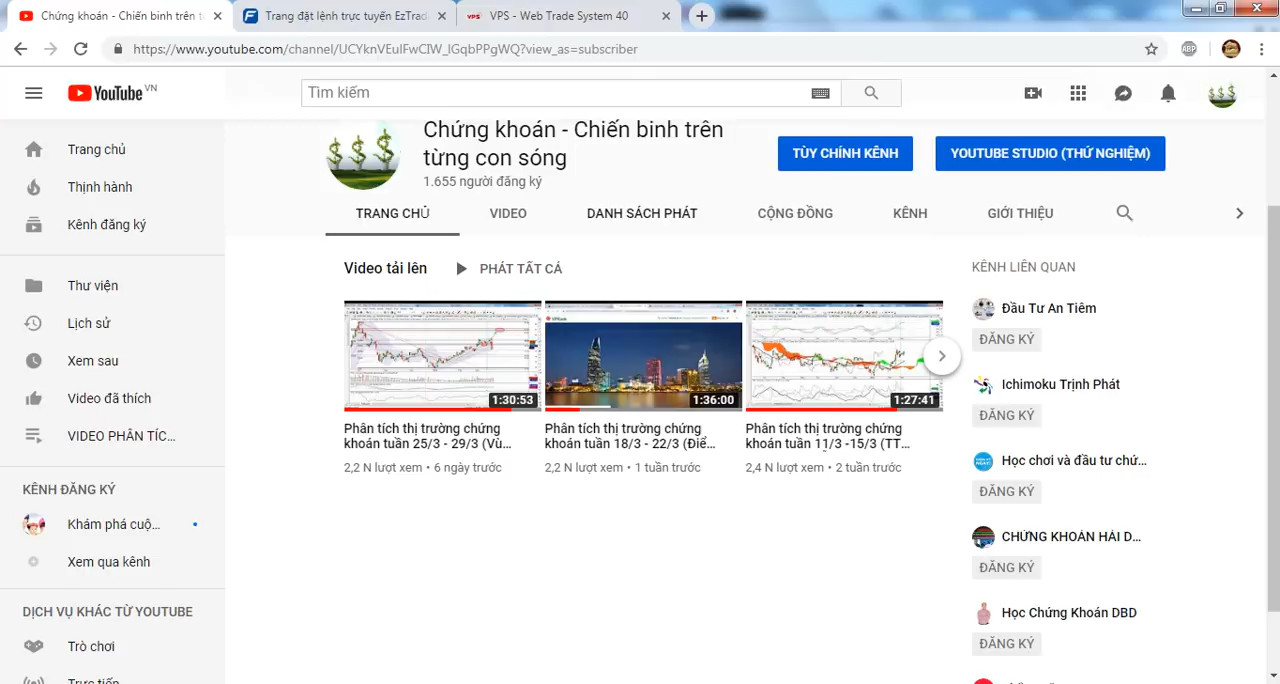 Chứng khoán - Chiến binh trên t
Trang đặt lệnh trực tuyến EzTrad
VPS - Web Trade System 40
https://www.youtube.com/channel/UCYknVEuIFwCIW_IGqbPPgWQ?view_as=subscriber
ABP
YouTube VN
Tìm kiếm
Chứng khoán - Chiến binh trên
từng con sóng
1.655 người đăng ký
TÙY CHỈNH KÊNH
YOUTUBE STUDIO (THỬ NGHIỆM)
TRANG CHỦ
VIDEO
DANH SÁCH PHÁT
CỘNG ĐỒNG
KÊNH
GIỚI THIỆU
Trang chủ
Thịnh hành
Kênh đăng ký
Thư viện
Lịch sử
Xem sau
Video đã thích
VIDEO PHÂN TÍC...
KÊNH ĐĂNG KÝ
Khám phá cuộ...
Xem qua kênh
DỊCH VỤ KHÁC TỪ YOUTUBE
Trò chơi
Trực tiếp
Video tải lên
PHÁT TẤT CẢ
1:30:53
Phân tích thị trường chứng
khoán tuần 25/3 - 29/3 (Vù...
2,2 N lượt xem • 6 ngày trước
1:36:00
Phân tích thị trường chứng
khoán tuần 18/3 - 22/3 (Điể...
2,2 N lượt xem • 1 tuần trước
1:27:41
Phân tích thị trường chứng
khoán tuần 11/3 -15/3 (TT...
2,4 N lượt xem • 2 tuần trước
KÊNH LIÊN QUAN
Đầu Tư An Tiêm
ĐĂNG KÝ
Ichimoku Trịnh Phát
ĐĂNG KÝ
Học chơi và đầu tư chứ...
ĐĂNG KÝ
CHỨNG KHOÁN HẢI D...
ĐĂNG KÝ
Học Chứng Khoán DBD
ĐĂNG KÝ